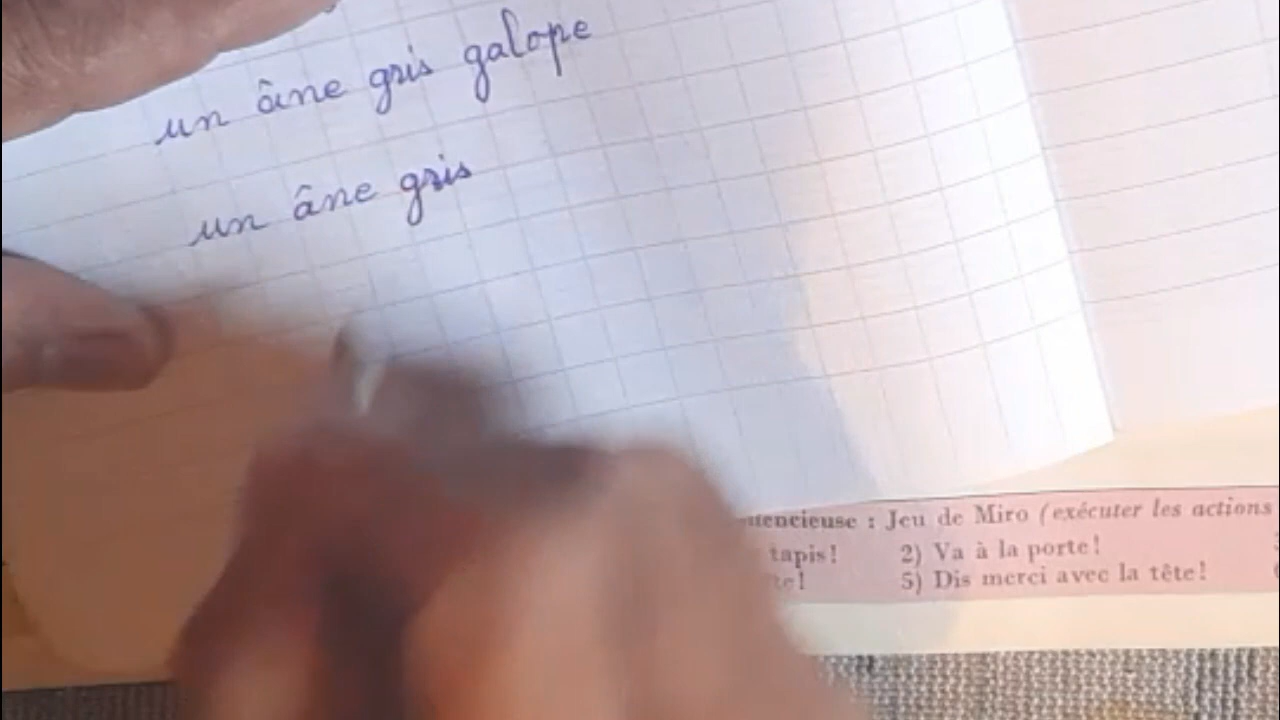 un âne gris galope
un âne gris
: Jeu de Miro (exécuter les actions
tapis! 2) Va à la porte!
5) Dis merci avec la tête!